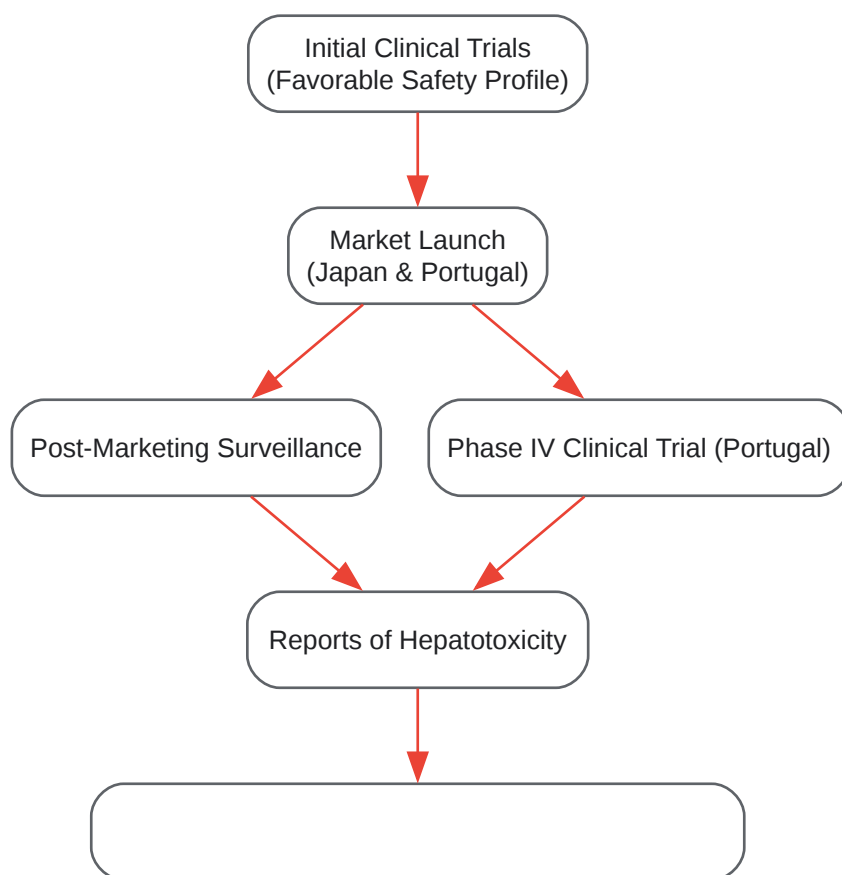 Initial Clinical Trials
(Favorable Safety Profile)
Market Launch
(Japan & Portugal)
Post-Marketing Surveillance
Phase IV Clinical Trial (Portugal)
Reports of Hepatotoxicity